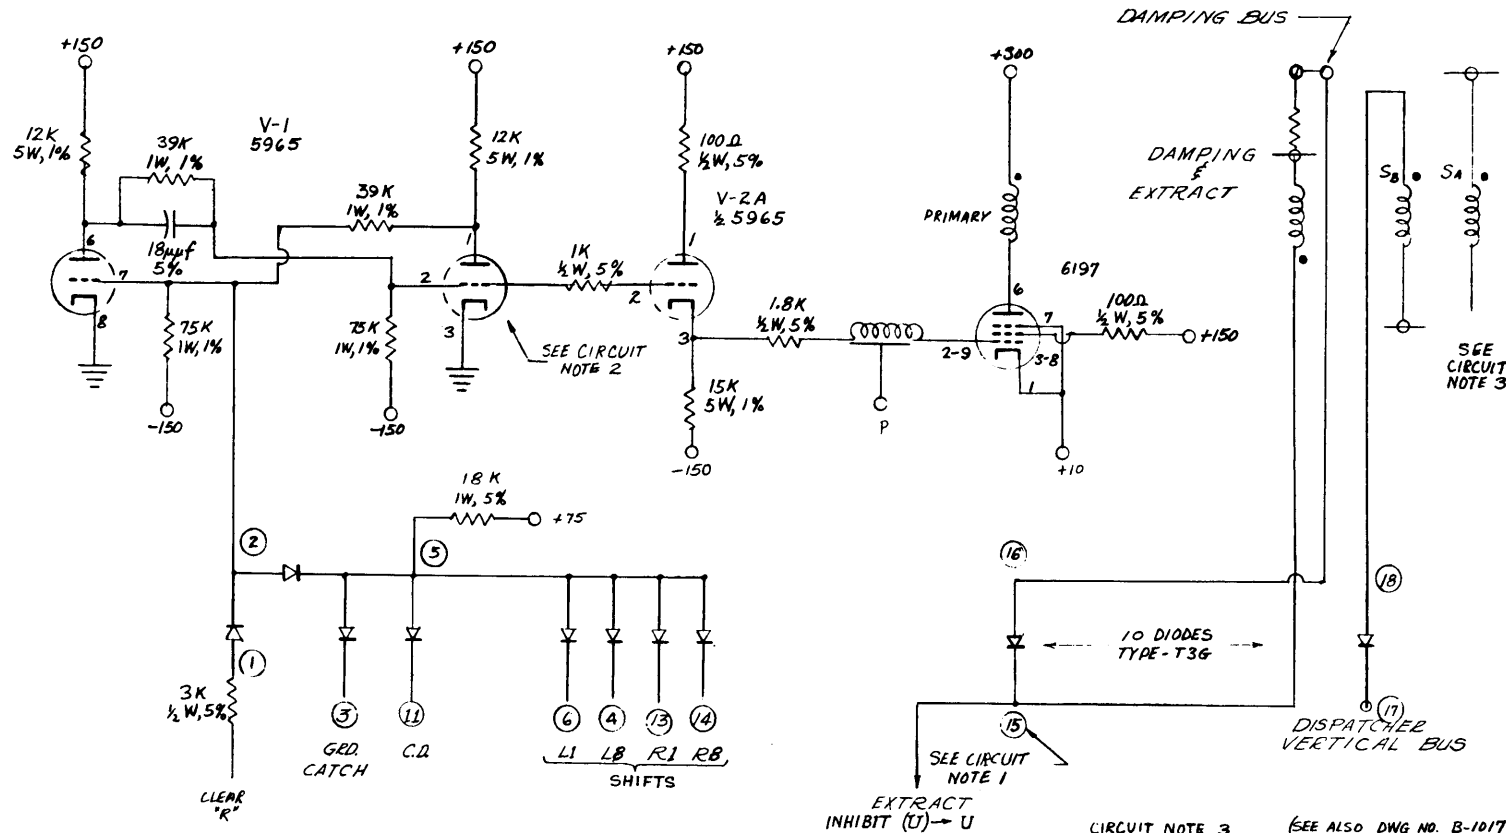 DAMPING BUS
+150
+150
+150
+300
12K
5W, 1%
39K
1W, 1%
V-1
5965
12K
5W, 1%
100Ω
½W, 5%
DAMPING
&
EXTRACT
SB
SA
39K
1W, 1%
V-2A
½ 5965
PRIMARY
6
18μμf
5%
7
8
1
2
3
1K
½W, 5%
1
2
3
6197
6
7
100Ω
½W, 5%
+150
1.8K
½W, 5%
2-9
3-8
1
75K
1W, 1%
75K
1W, 1%
SEE CIRCUIT
NOTE 2
15K
5W, 1%
P
SEE
CIRCUIT
NOTE 3
-150
-150
-150
+10
18K
1W, 5%
+75
2
5
16
18
10 DIODES
TYPE-T3G
1
3K
½W, 5%
3
11
6
4
13
14
15
17
GRD.
CATCH
C.D.
L1
L8
R1
R8
SHIFTS
DISPATCHER
VERTICAL BUS
SEE CIRCUIT
NOTE 1
CLEAR
"R"
EXTRACT
INHIBIT (U)→ U
CIRCUIT NOTE 3
(SEE ALSO DWG NO. B-1017